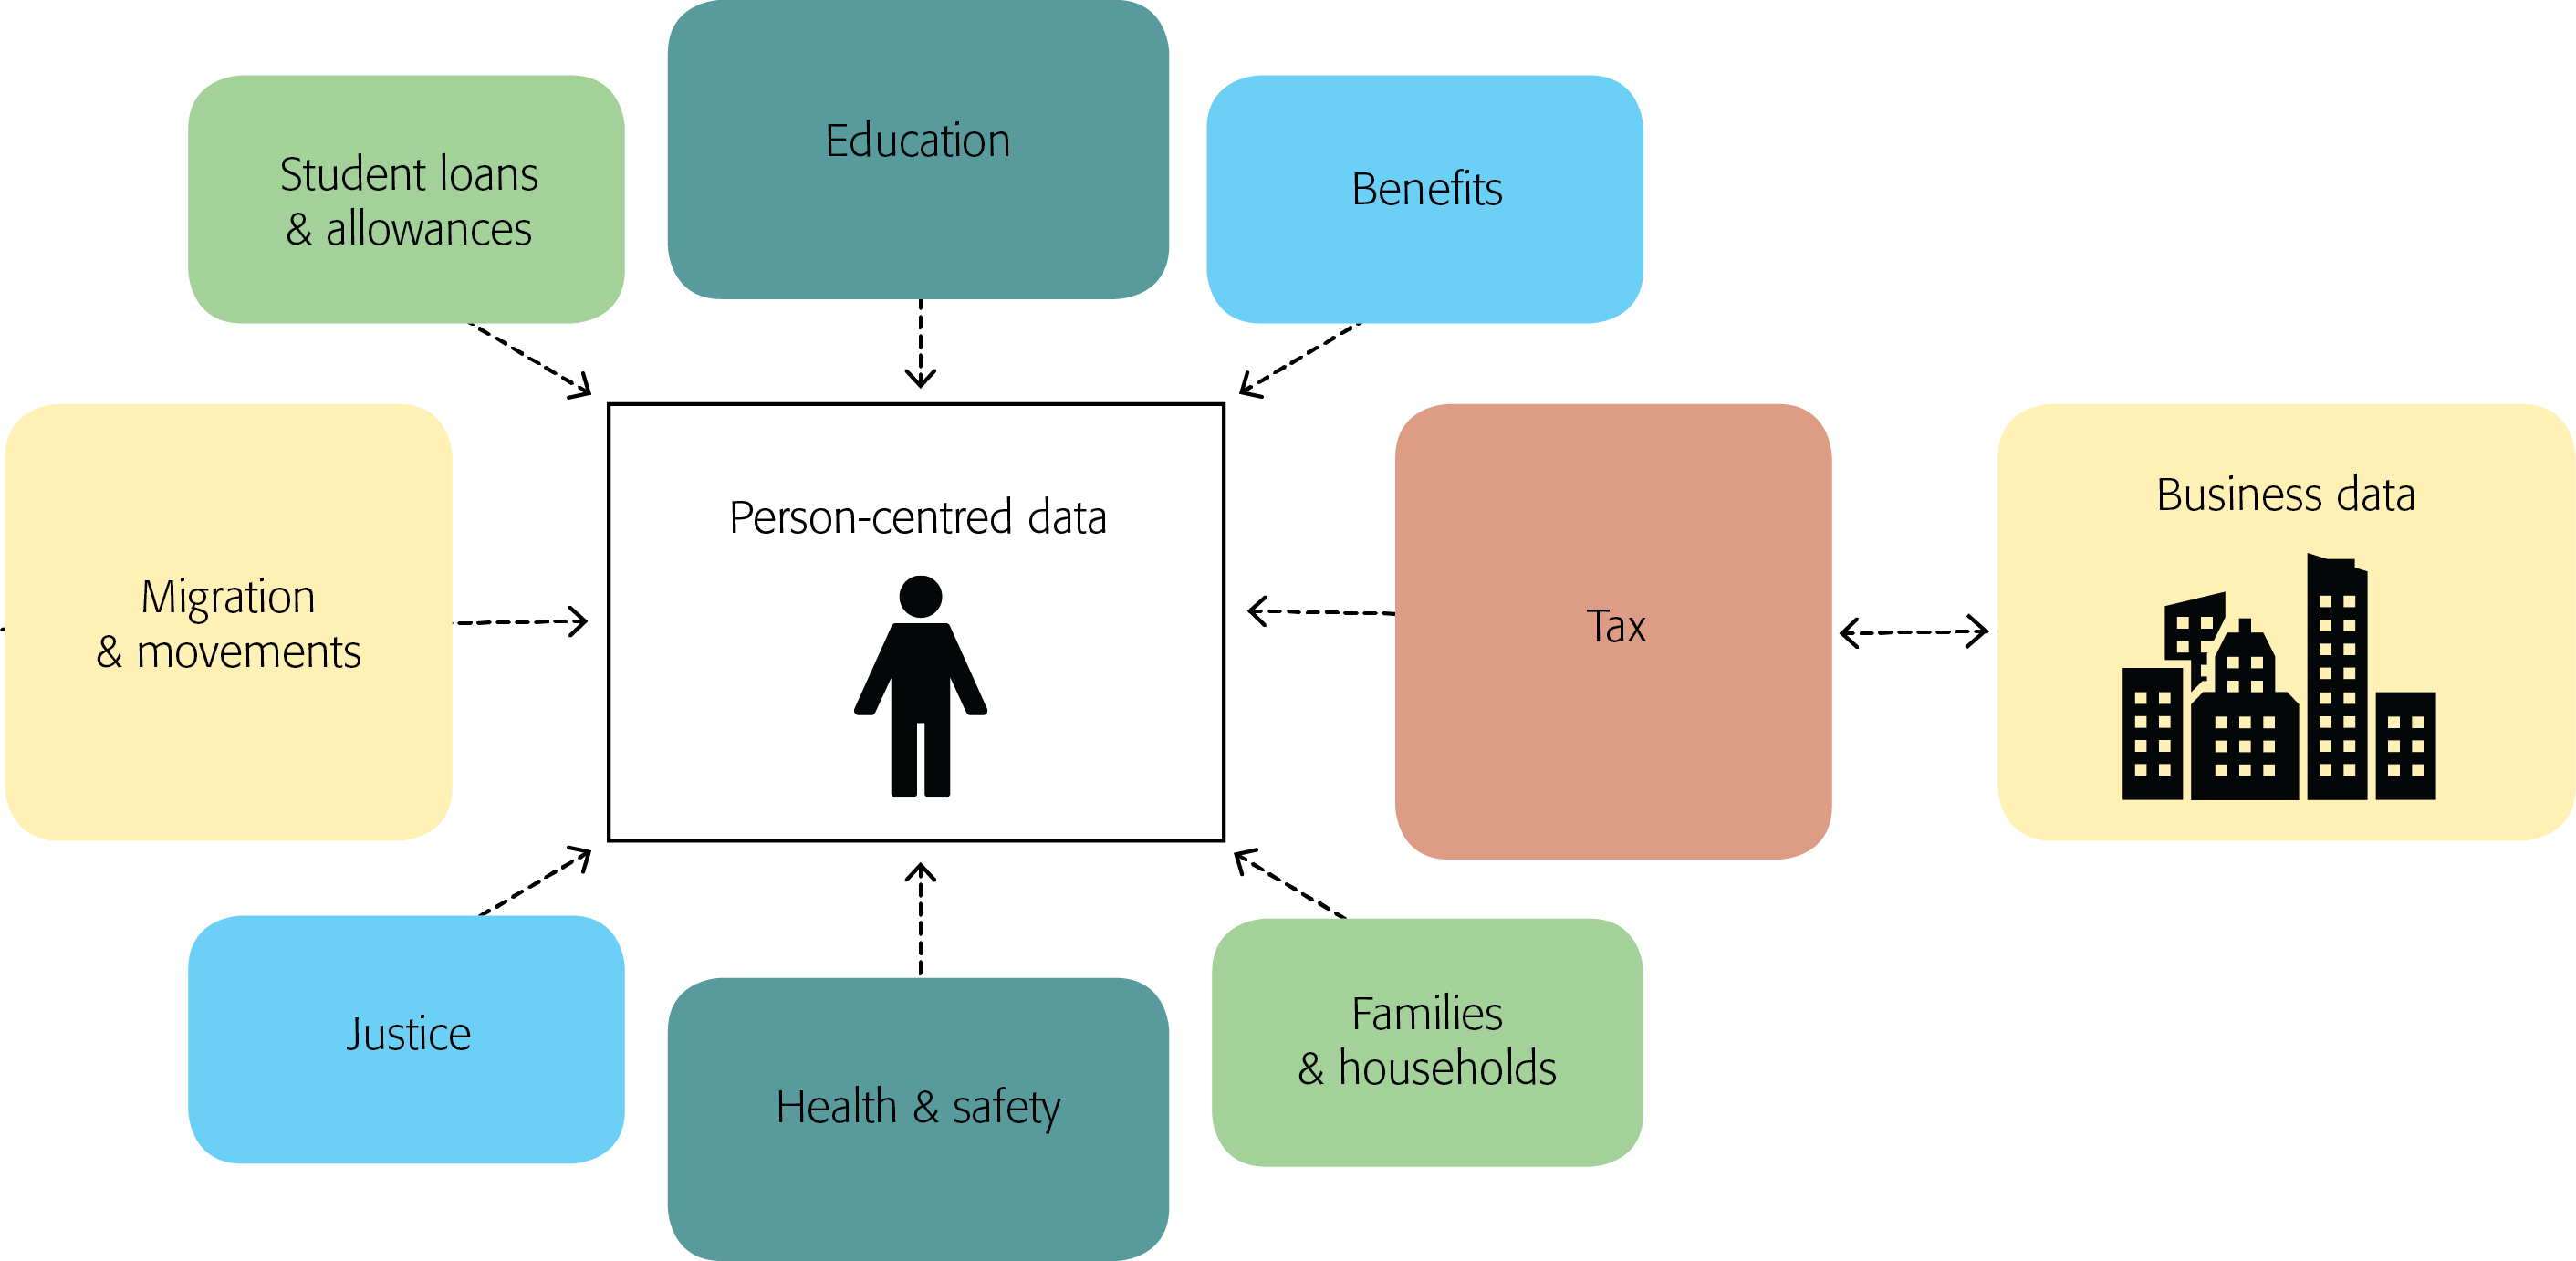 Education
Student loans
& allowances
Benefits
Person-centred data
Business data
Migration
& movements
Tax
Justice
Families
& households
Health & safety